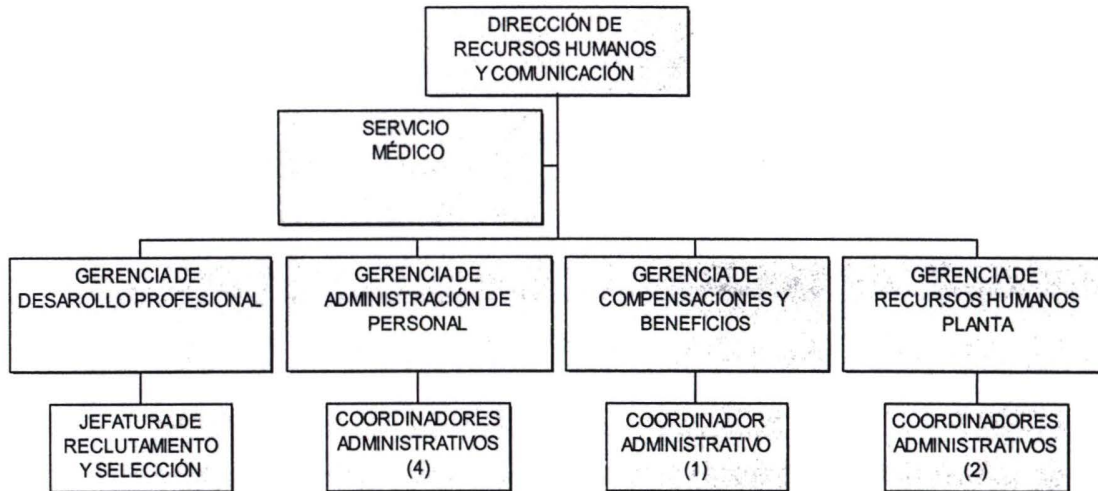 DIRECCIÓN DE
RECURSOS HUMANOS
Y COMUNICACIÓN
SERVICIO
MÉDICO
GERENCIA DE
DESAROLLO PROFESIONAL
GERENCIA DE
ADMINISTRACIÓN DE
PERSONAL
GERENCIA DE
COMPENSACIONES Y
BENEFICIOS
GERENCIA DE
RECURSOS HUMANOS
PLANTA
JEFATURA DE
RECLUTAMIENTO
Y SELECCIÓN
COORDINADORES
ADMINISTRATIVOS
(4)
COORDINADOR
ADMINISTRATIVO
(1)
COORDINADORES
ADMINISTRATIVOS
(2)